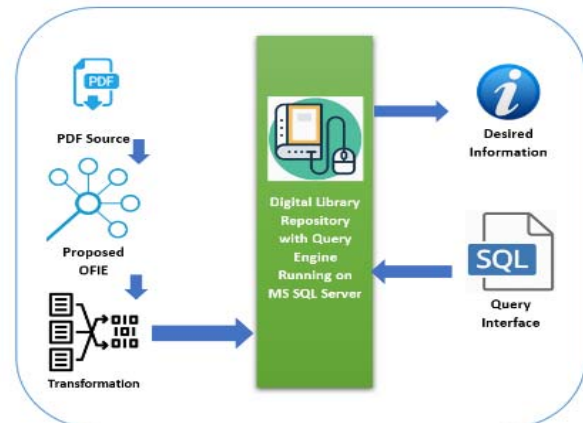 PDF
PDF Source
Proposed
OFIE
Transformation
Digital Library
Repository
with Query
Engine
Running on
MS SQL Server
Desired
Information
SQL
Query
Interface